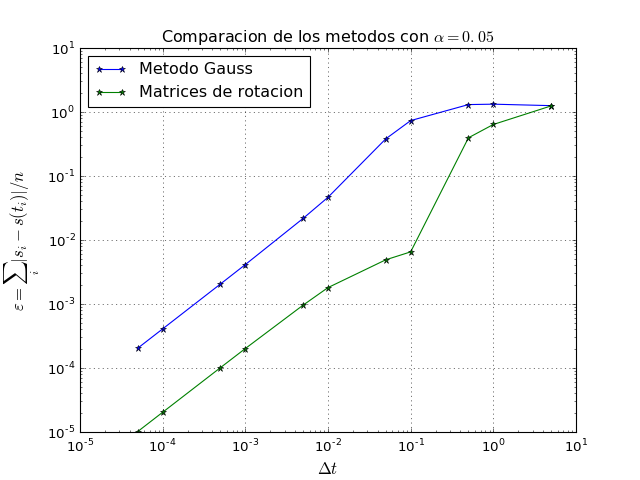 Comparacion de los metodos con α = 0.05
Metodo Gauss
Matrices de rotacion
ε = ∑_i |s_i − s(t_i)|/n
10^1
10^0
10^-1
10^-2
10^-3
10^-4
10^-5
10^-5 10^-4 10^-3 10^-2 10^-1 10^0 10^1
Δt